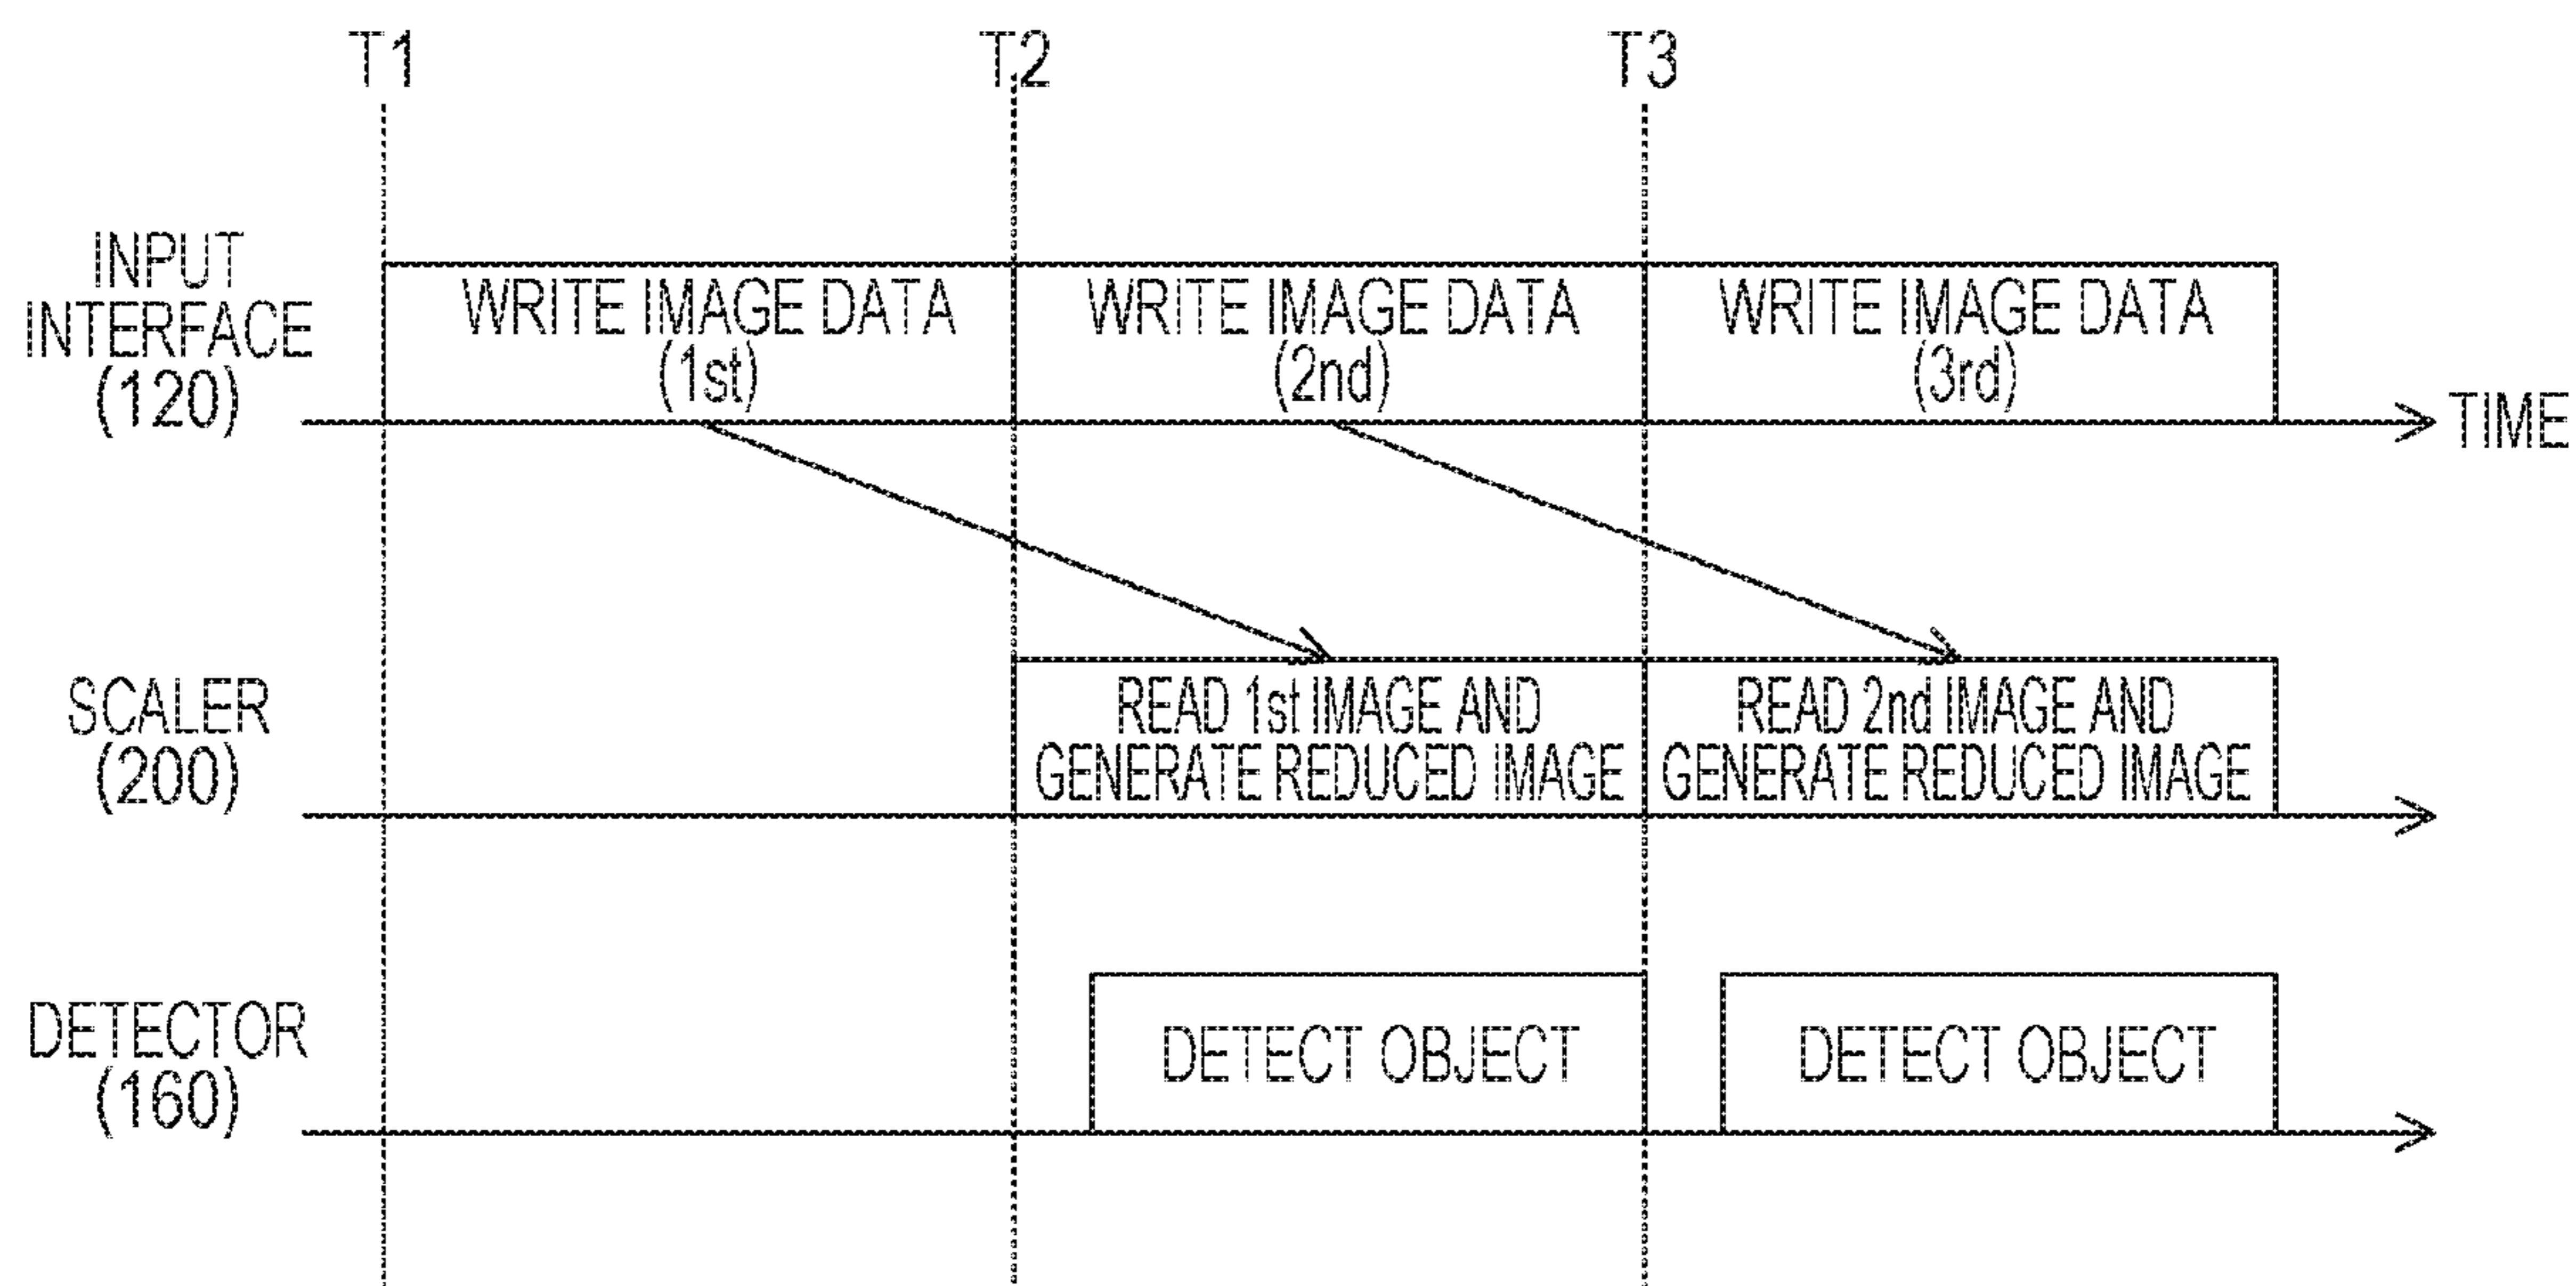 T1
T2
T3
INPUT
INTERFACE
(120)
WRITE IMAGE DATA
(1st)
WRITE IMAGE DATA
(2nd)
WRITE IMAGE DATA
(3rd)
TIME
SCALER
(200)
READ 1st IMAGE AND
GENERATE REDUCED IMAGE
READ 2nd IMAGE AND
GENERATE REDUCED IMAGE
DETECTOR
(160)
DETECT OBJECT
DETECT OBJECT